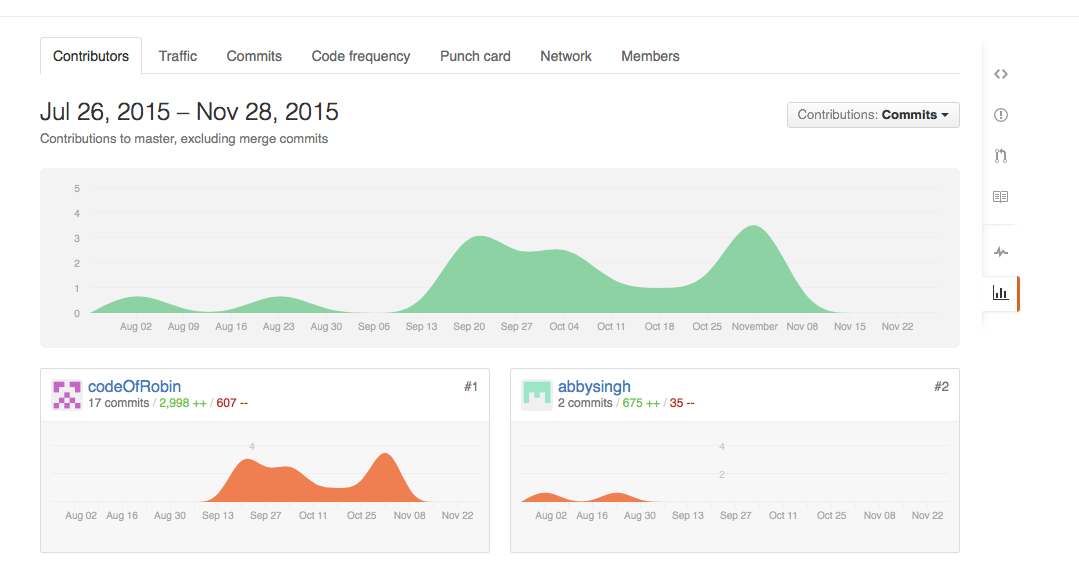 Contributors Traffic Commits Code frequency Punch card Network Members
Jul 26, 2015 – Nov 28, 2015
Contributions: Commits
Contributions to master, excluding merge commits
5
4
3
2
1
0
Aug 02 Aug 09 Aug 16 Aug 23 Aug 30 Sep 06 Sep 13 Sep 20 Sep 27 Oct 04 Oct 11 Oct 18 Oct 25 November Nov 08 Nov 15 Nov 22
codeOfRobin #1
17 commits / 2,998 ++ / 607 --
4
Aug 02 Aug 16 Aug 30 Sep 13 Sep 27 Oct 11 Oct 25 Nov 08 Nov 22
abbysingh #2
2 commits / 675 ++ / 35 --
4
2
Aug 02 Aug 16 Aug 30 Sep 13 Sep 27 Oct 11 Oct 25 Nov 08 Nov 22